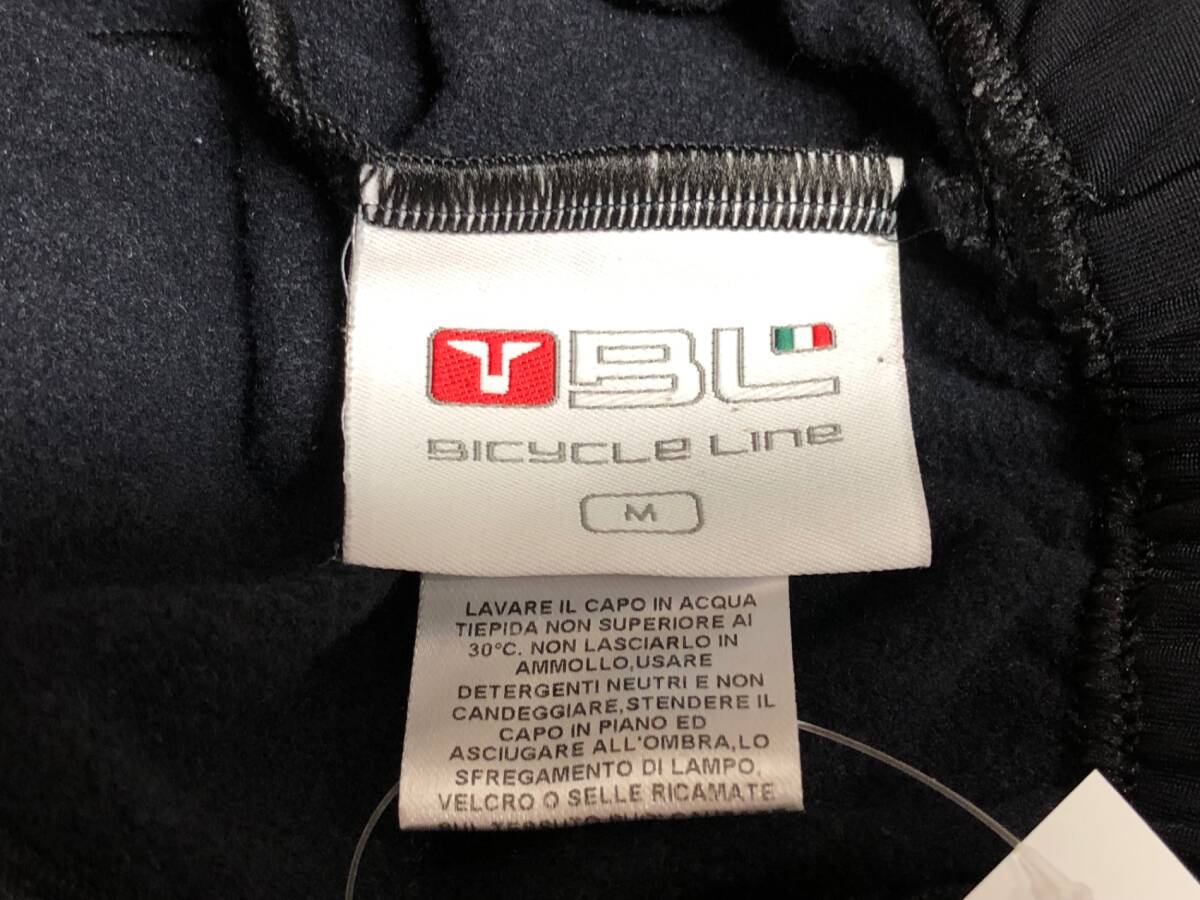 BL
BICYCLE LINE
M
LAVARE IL CAPO IN ACQUA
TIEPIDA NON SUPERIORE AI
30°C. NON LASCIARLO IN
AMMOLLO,USARE
DETERGENTI NEUTRI E NON
CANDEGGIARE,STENDERE IL
CAPO IN PIANO ED
ASCIUGARE ALL'OMBRA,LO
SFREGAMENTO DI LAMPO,
VELCRO O SELLE RICAMATE